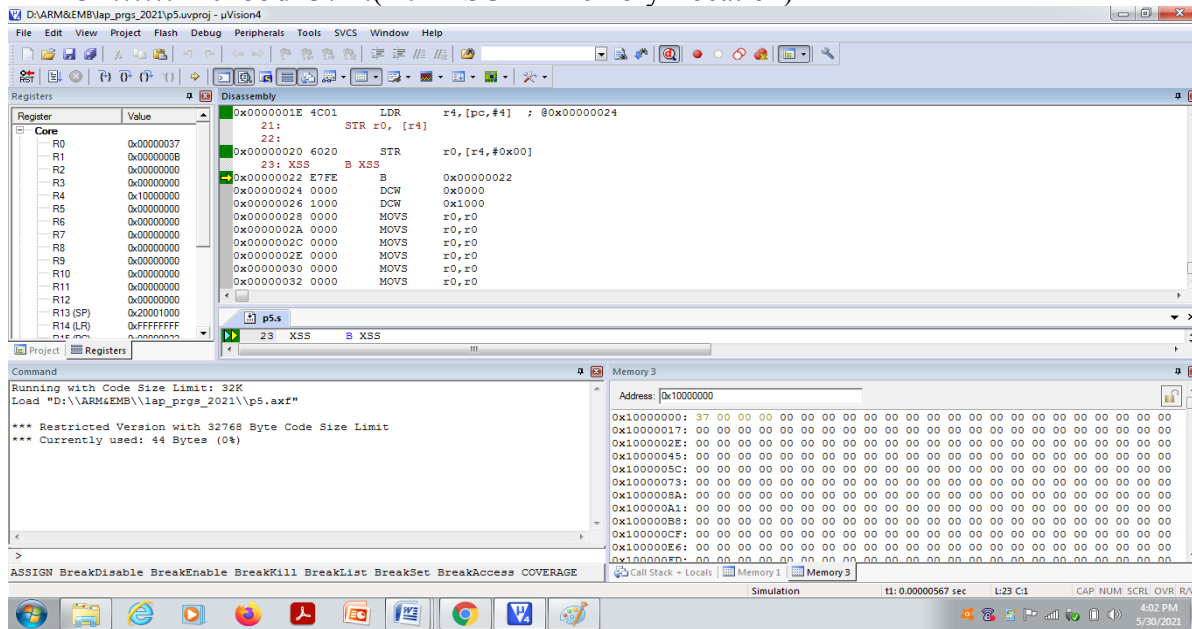 D:\ARM&EMB\lap_prgs_2021\p5.uvproj - µVision4
File Edit View Project Flash Debug Peripherals Tools SVCS Window Help
Registers
Register Value
Core
R0 0x00000037
R1 0x0000000B
R2 0x00000000
R3 0x00000000
R4 0x10000000
R5 0x00000000
R6 0x00000000
R7 0x00000000
R8 0x00000000
R9 0x00000000
R10 0x00000000
R11 0x00000000
R12 0x00000000
R13 (SP) 0x20001000
R14 (LR) 0xFFFFFFFF
Project Registers
Disassembly
0x0000001E 4C01 LDR r4,[pc,#4] ; @0x00000024
21: STR r0, [r4]
22:
0x00000020 6020 STR r0,[r4,#0x00]
23: XSS B XSS
0x00000022 E7FE B 0x00000022
0x00000024 0000 DCW 0x0000
0x00000026 1000 DCW 0x1000
0x00000028 0000 MOVS r0,r0
0x0000002A 0000 MOVS r0,r0
0x0000002C 0000 MOVS r0,r0
0x0000002E 0000 MOVS r0,r0
0x00000030 0000 MOVS r0,r0
0x00000032 0000 MOVS r0,r0
p5.s
23 XSS B XSS
Command
Running with Code Size Limit: 32K
Load "D:\\ARM&EMB\\lap_prgs_2021\\p5.axf"
*** Restricted Version with 32768 Byte Code Size Limit
*** Currently used: 44 Bytes (0%)
>
ASSIGN BreakDisable BreakEnable BreakKill BreakList BreakSet BreakAccess COVERAGE
Memory 3
Address: 0x10000000
0x10000000: 37 00 00 00 00 00 00 00 00 00 00 00 00 00 00 00 00 00 00 00 00 00 00
0x10000017: 00 00 00 00 00 00 00 00 00 00 00 00 00 00 00 00 00 00 00 00 00 00 00
0x1000002E: 00 00 00 00 00 00 00 00 00 00 00 00 00 00 00 00 00 00 00 00 00 00 00
0x10000045: 00 00 00 00 00 00 00 00 00 00 00 00 00 00 00 00 00 00 00 00 00 00 00
0x1000005C: 00 00 00 00 00 00 00 00 00 00 00 00 00 00 00 00 00 00 00 00 00 00 00
0x10000073: 00 00 00 00 00 00 00 00 00 00 00 00 00 00 00 00 00 00 00 00 00 00 00
0x1000008A: 00 00 00 00 00 00 00 00 00 00 00 00 00 00 00 00 00 00 00 00 00 00 00
0x100000A1: 00 00 00 00 00 00 00 00 00 00 00 00 00 00 00 00 00 00 00 00 00 00 00
0x100000B8: 00 00 00 00 00 00 00 00 00 00 00 00 00 00 00 00 00 00 00 00 00 00 00
0x100000CF: 00 00 00 00 00 00 00 00 00 00 00 00 00 00 00 00 00 00 00 00 00 00 00
0x100000E6: 00 00 00 00 00 00 00 00 00 00 00 00 00 00 00 00 00 00 00 00 00 00 00
Call Stack + Locals Memory 1 Memory 3
Simulation t1: 0.00000567 sec L:23 C:1 CAP NUM SCRL OVR R/
4:02 PM
5/30/2021